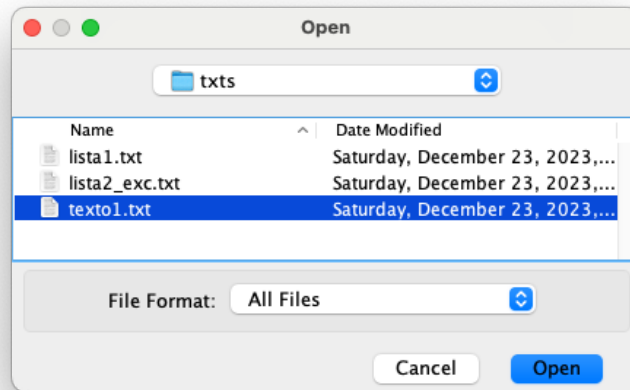 Open
txts
Name Date Modified
lista1.txt Saturday, December 23, 2023,...
lista2_exc.txt Saturday, December 23, 2023,...
texto1.txt Saturday, December 23, 2023,...
File Format: All Files
Cancel Open